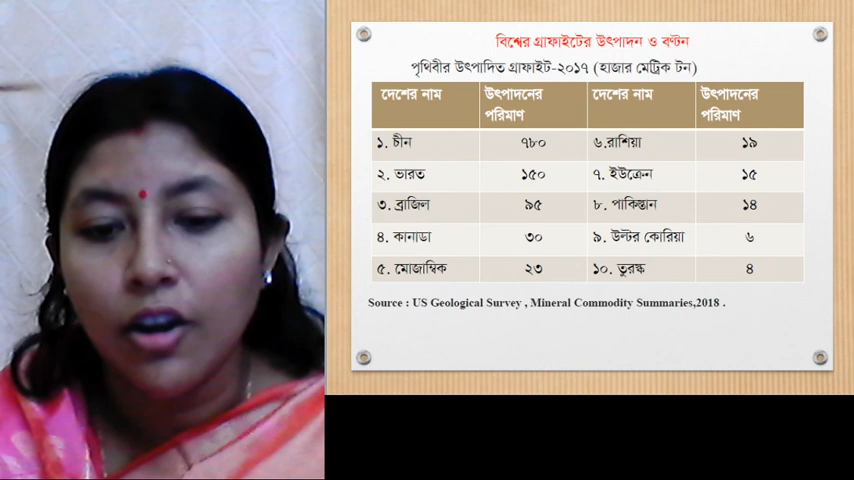 বিশ্বের গ্রাফাইটের উৎপাদন ও বণ্টন
পৃথিবীর উৎপাদিত গ্রাফাইট-২০১৭ (হাজার মেট্রিক টন)
দেশের নাম উৎপাদনের পরিমাণ দেশের নাম উৎপাদনের পরিমাণ
১. চীন ৭৮০ ৬.রাশিয়া ১৯
২. ভারত ১৫০ ৭. ইউক্রেন ১৫
৩. ব্রাজিল ৯৫ ৮. পাকিস্তান ১৪
৪. কানাডা ৩০ ৯. উল্টর কোরিয়া ৬
৫. মোজাম্বিক ২৩ ১০. তুরস্ক ৪
Source : US Geological Survey , Mineral Commodity Summaries,2018 .